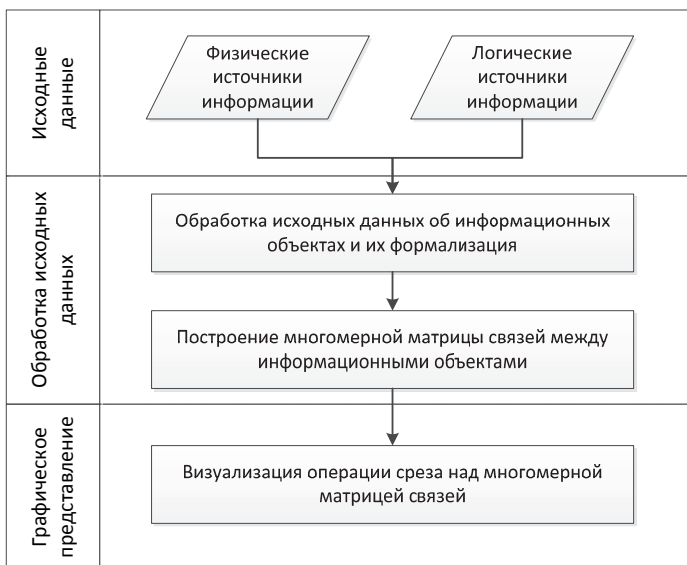 Исходные
данные
Физические
источники
информации
Логические
источники
информации
Обработка исходных
данных
Обработка исходных данных об информационных
объектах и их формализация
Построение многомерной матрицы связей между
информационными объектами
Графическое
представление
Визуализация операции среза над многомерной
матрицей связей